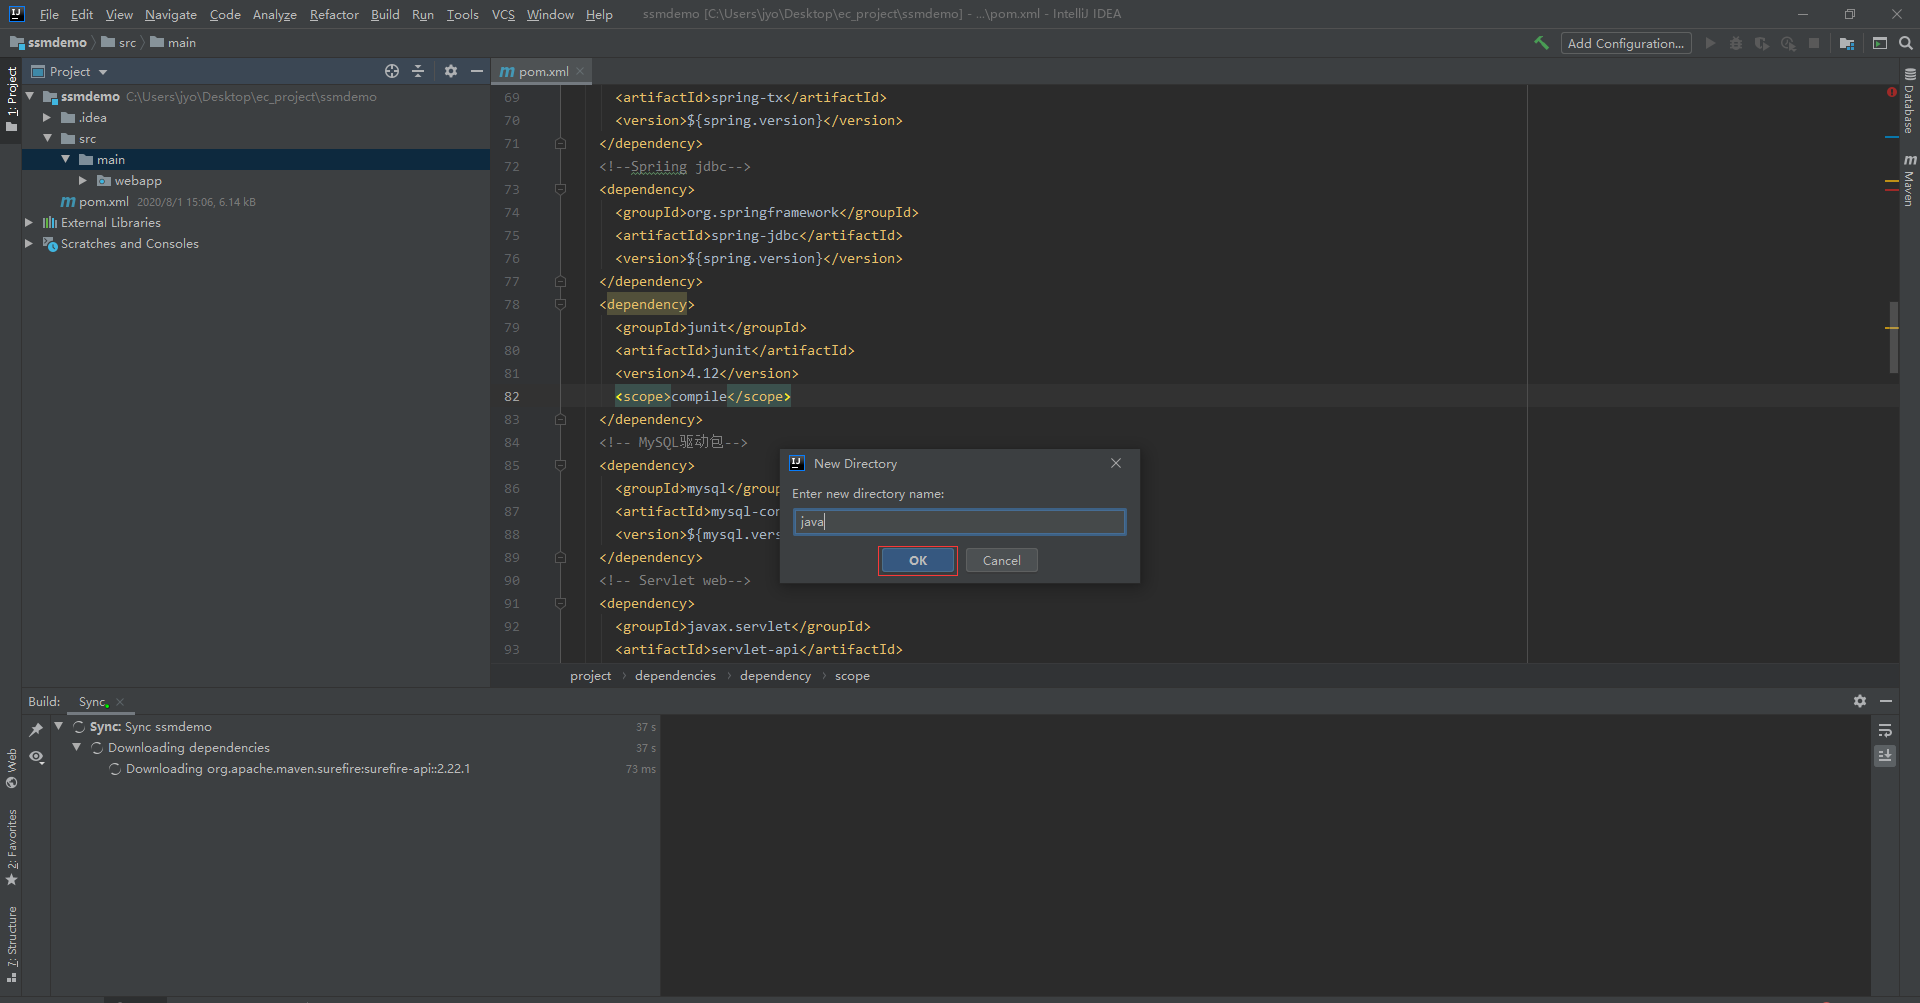 File Edit View Navigate Code Analyze Refactor Build Run Tools VCS Window Help ssmdemo [C:\Users\jyo\Desktop\ec_project\ssmdemo] - ...\pom.xml - IntelliJ IDEA
ssmdemo src main Add Configuration...
1: Project
Project
pom.xml
ssmdemo C:\Users\jyo\Desktop\ec_project\ssmdemo
.idea
src
main
webapp
pom.xml 2020/8/1 15:06, 6.14 kB
External Libraries
Scratches and Consoles
69 <artifactId>spring-tx</artifactId>
70 <version>${spring.version}</version>
71 </dependency>
72 <!--Spriing jdbc-->
73 <dependency>
74 <groupId>org.springframework</groupId>
75 <artifactId>spring-jdbc</artifactId>
76 <version>${spring.version}</version>
77 </dependency>
78 <dependency>
79 <groupId>junit</groupId>
80 <artifactId>junit</artifactId>
81 <version>4.12</version>
82 <scope>compile</scope>
83 </dependency>
84 <!-- MySQL驱动包-->
85 <dependency>
86 <groupId>mysql</group
87 <artifactId>mysql-con
88 <version>${mysql.vers
89 </dependency>
90 <!-- Servlet web-->
91 <dependency>
92 <groupId>javax.servlet</groupId>
93 <artifactId>servlet-api</artifactId>
New Directory
Enter new directory name:
java
OK Cancel
project dependencies dependency scope
Database
Maven
Build: Sync
Sync: Sync ssmdemo 37 s
Downloading dependencies 37 s
Downloading org.apache.maven.surefire:surefire-api::2.22.1 73 ms
Web
2: Favorites
7: Structure